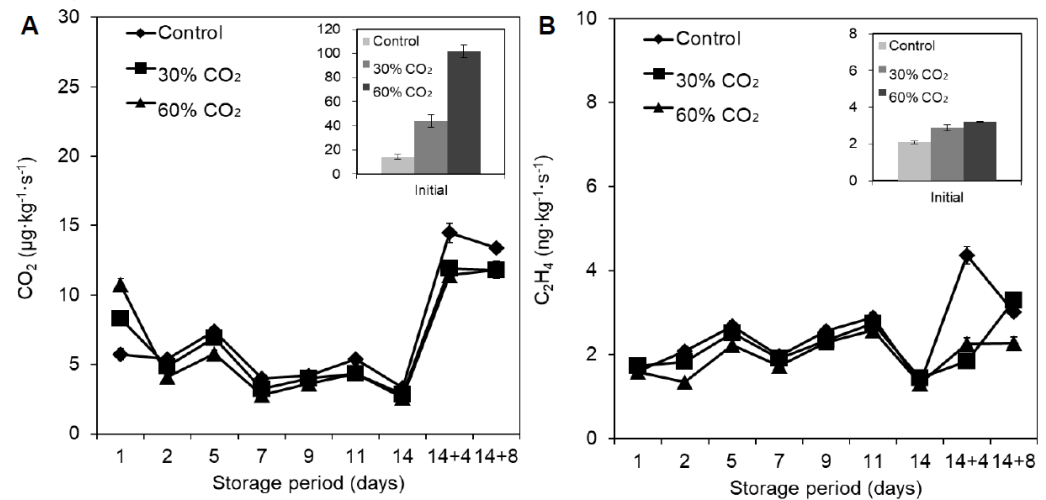 A
CO₂ (µg·kg⁻¹·s⁻¹)
30
25
20
15
10
5
0
Control
30% CO₂
60% CO₂
120
100
80
60
40
20
0
Control
30% CO₂
60% CO₂
Initial
1 2 5 7 9 11 14 14+4 14+8
Storage period (days)
B
C₂H₄ (ng·kg⁻¹·s⁻¹)
10
8
6
4
2
0
Control
30% CO₂
60% CO₂
8
6
4
2
0
Control
30% CO₂
60% CO₂
Initial
1 2 5 7 9 11 14 14+4 14+8
Storage period (days)